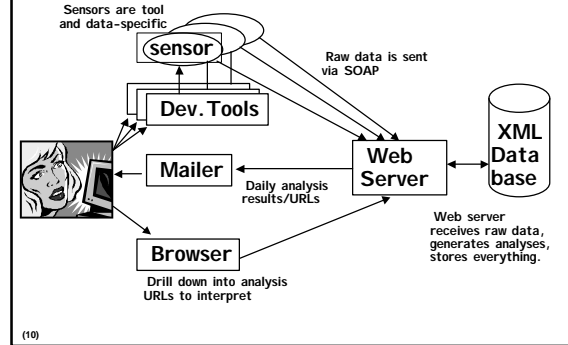 Sensors are tool
and data-specific
sensor
Raw data is sent
via SOAP
Dev. Tools
Mailer
Web
Server
XML
Data
base
Daily analysis
results/URLs
Web server
receives raw data,
generates analyses,
stores everything.
Browser
Drill down into analysis
URLs to interpret
(10)